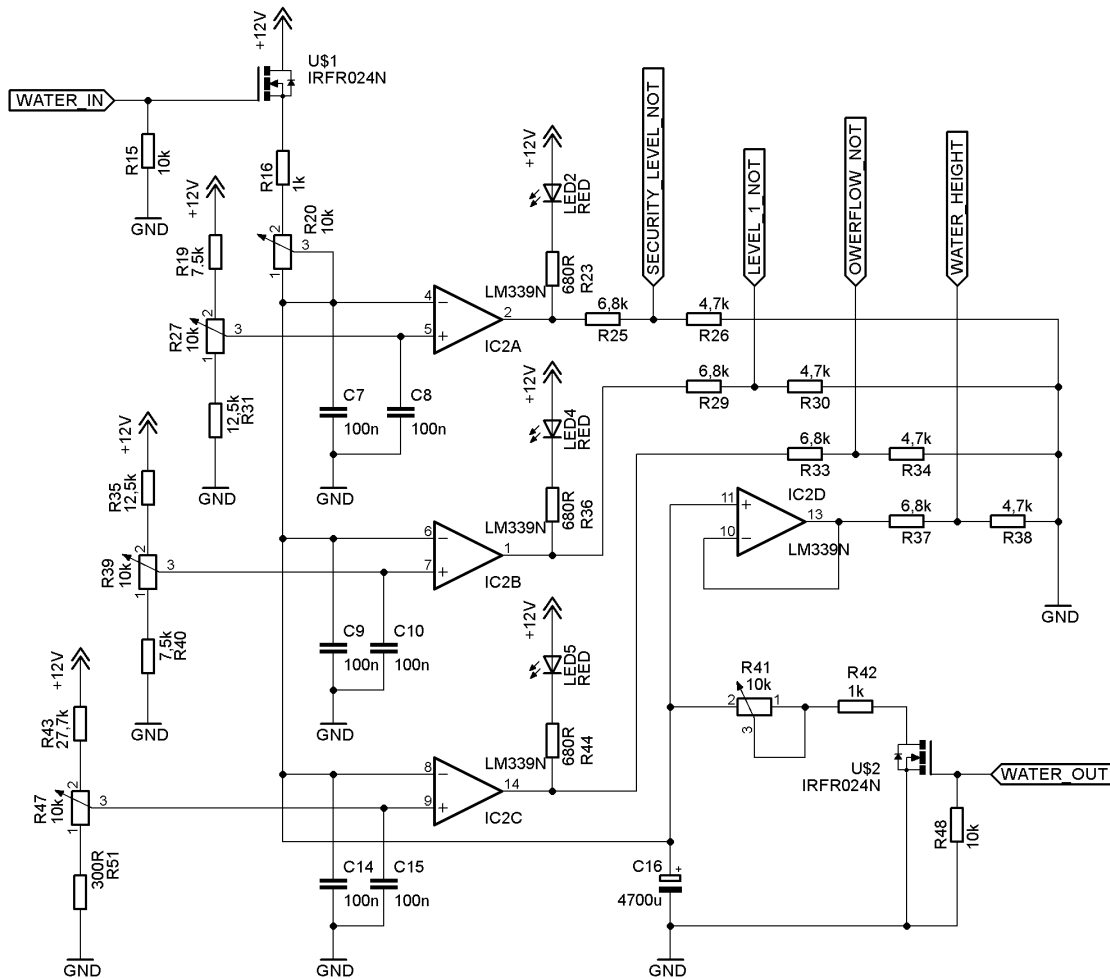 +12V
U$1
IRFR024N
WATER_IN
R15
10k
GND
R16
1k
+12V
R20
10k
2
3
1
R19
7.5k
R27
10k
2
3
1
12,5k
R31
GND
+12V
LED2
RED
680R
R23
4
5
2
LM339N
IC2A
C7
100n
C8
100n
GND
SECURITY_LEVEL_NOT
LEVEL_1_NOT
OWERFLOW_NOT
WATER_HEIGHT
6,8k
R25
4,7k
R26
6,8k
R29
4,7k
R30
6,8k
R33
4,7k
R34
6,8k
R37
4,7k
R38
GND
IC2D
11
10
13
LM339N
+12V
R35
12,5k
R39
10k
2
3
1
7,5k
R40
GND
+12V
LED4
RED
680R
R36
6
7
1
LM339N
IC2B
C9
100n
C10
100n
GND
+12V
R43
27,7k
R47
10k
2
3
1
300R
R51
GND
+12V
LED5
RED
680R
R44
8
9
14
LM339N
IC2C
C14
100n
C15
100n
GND
R41
10k
2
1
3
R42
1k
U$2
IRFR024N
WATER_OUT
R48
10k
C16
+
4700u
GND